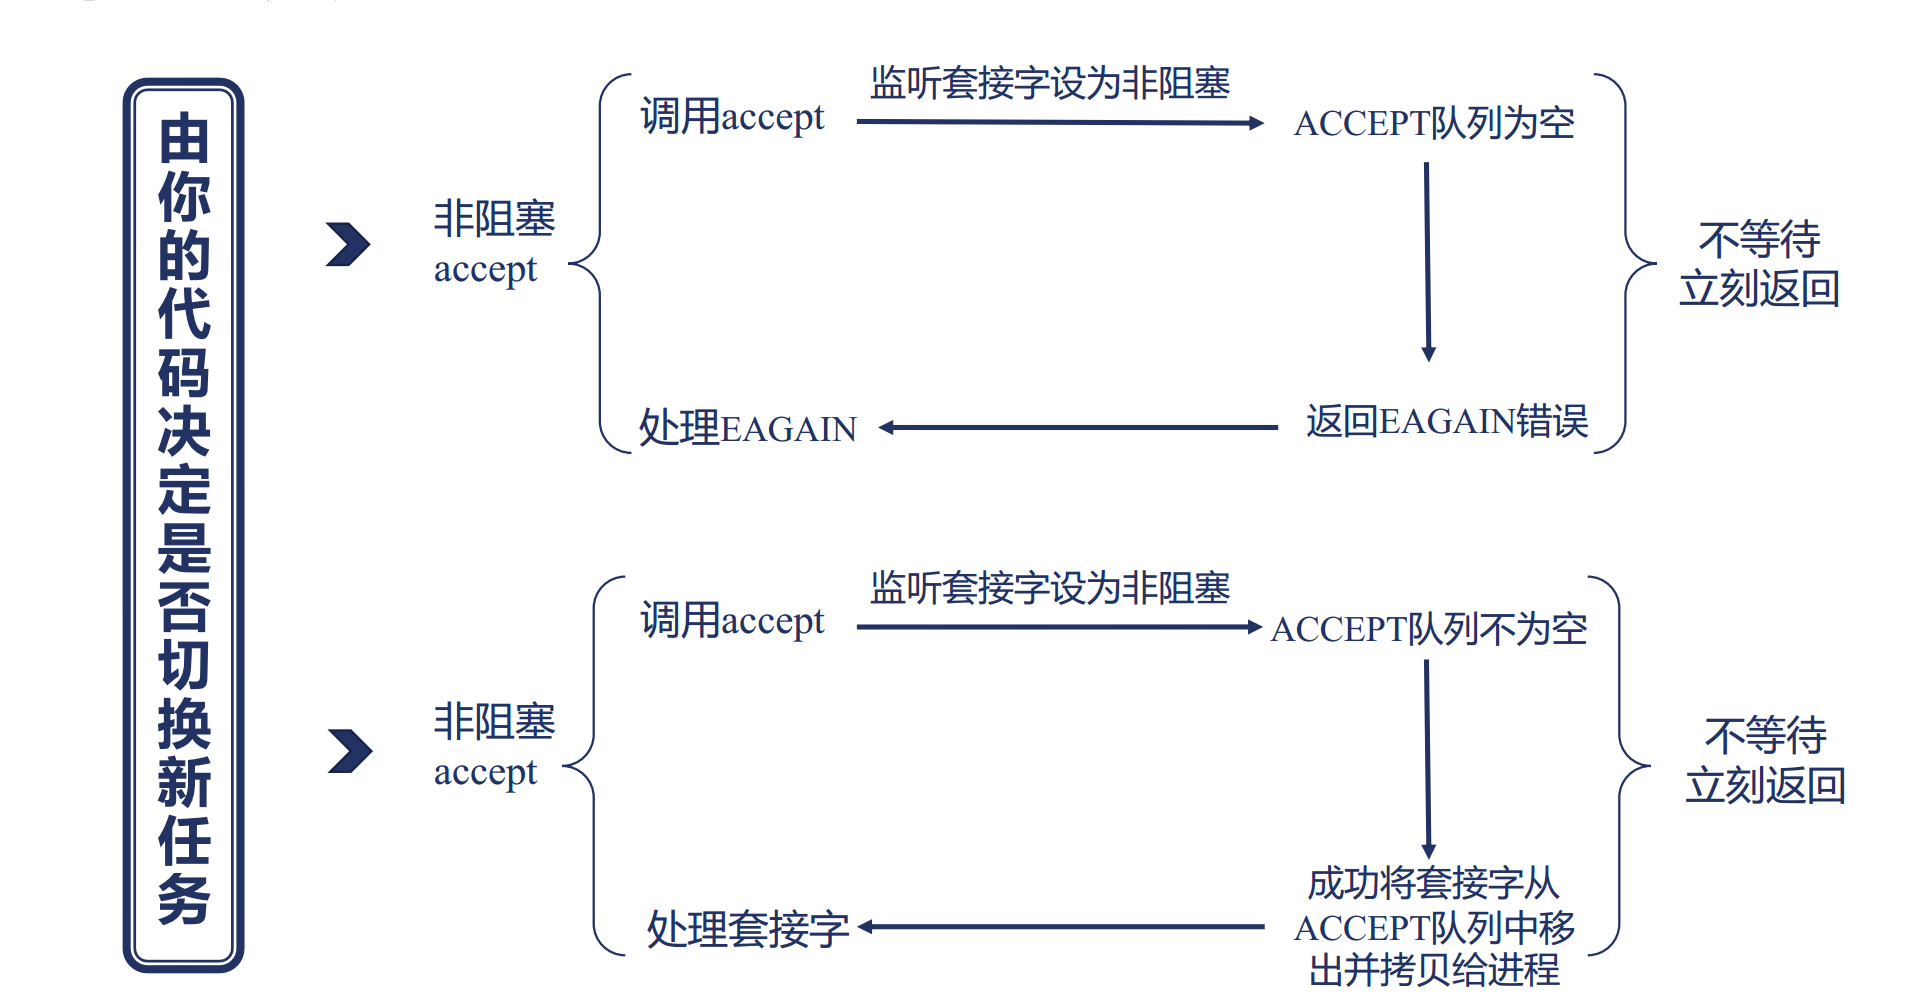 由你的代码决定是否切换新任务
非阻塞
accept
调用accept
监听套接字设为非阻塞
ACCEPT队列为空
返回EAGAIN错误
处理EAGAIN
不等待
立刻返回
非阻塞
accept
调用accept
监听套接字设为非阻塞
ACCEPT队列不为空
成功将套接字从
ACCEPT队列中移
出并拷贝给进程
处理套接字
不等待
立刻返回